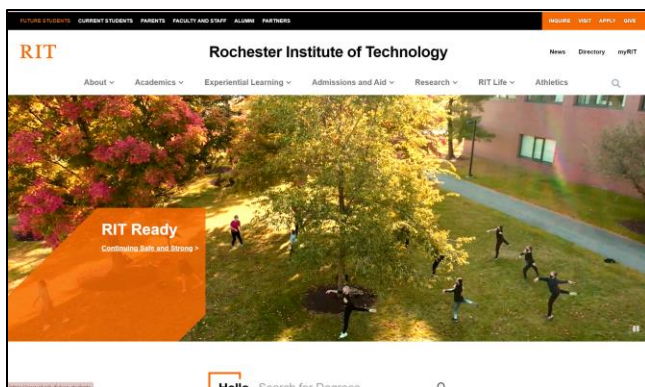 FUTURE STUDENTS CURRENT STUDENTS PARENTS FACULTY AND STAFF ALUMNI PARTNERS INQUIRE VISIT APPLY GIVE
RIT Rochester Institute of Technology News Directory myRIT
About Academics Experiential Learning Admissions and Aid Research RIT Life Athletics
RIT Ready
Continuing Safe and Strong >
Hello Search for Degrees